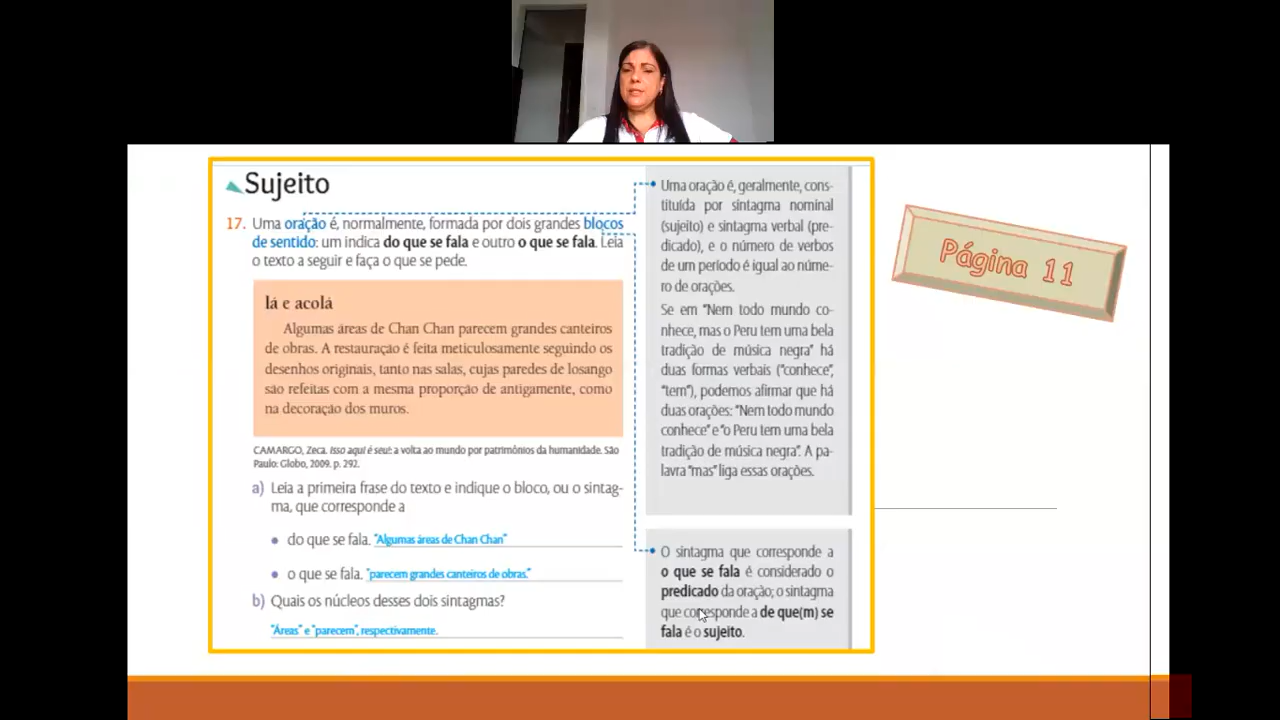 Sujeito
17. Uma oração é, normalmente, formada por dois grandes blocos
de sentido: um indica do que se fala e outro o que se fala. Leia
o texto a seguir e faça o que se pede.
lá e acolá
Algumas áreas de Chan Chan parecem grandes canteiros
de obras. A restauração é feita meticulosamente seguindo os
desenhos originais, tanto nas salas, cujas paredes de losango
são refeitas com a mesma proporção de antigamente, como
na decoração dos muros.
CAMARGO, Zeca. Isso aqui é seu!: a volta ao mundo por patrimônios da humanidade. São
Paulo: Globo, 2009. p. 292.
a) Leia a primeira frase do texto e indique o bloco, ou o sintag-
ma, que corresponde a
• do que se fala. "Algumas áreas de Chan Chan"
• o que se fala. "parecem grandes canteiros de obras."
b) Quais os núcleos desses dois sintagmas?
"Áreas" e "parecem", respectivamente.
Uma oração é, geralmente, cons-
tituída por sintagma nominal
(sujeito) e sintagma verbal (pre-
dicado), e o número de verbos
de um período é igual ao núme-
ro de orações.
Se em "Nem todo mundo co-
nhece, mas o Peru tem uma bela
tradição de música negra" há
duas formas verbais ("conhece",
"tem"), podemos afirmar que há
duas orações: "Nem todo mundo
conhece" e "o Peru tem uma bela
tradição de música negra". A pa-
lavra "mas" liga essas orações.
O sintagma que corresponde a
o que se fala é considerado o
predicado da oração; o sintagma
que corresponde a de que(m) se
fala é o sujeito.
Página 11